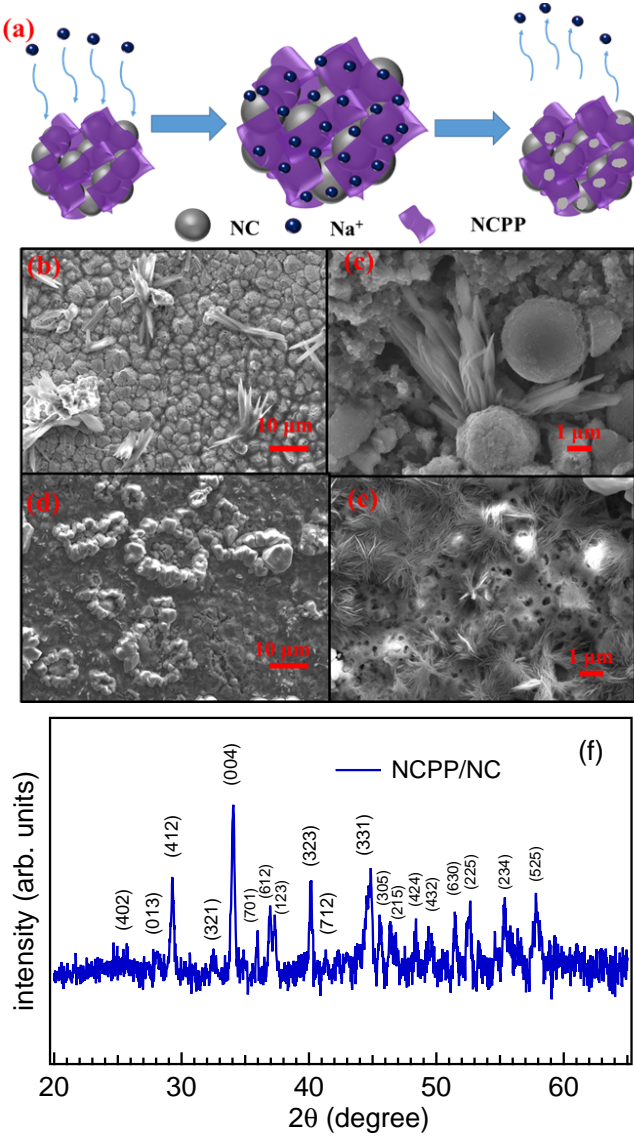 (a)
NC Na⁺ NCPP
(b) (c)
10 μm 1 μm
(d) (e)
10 μm 1 μm
(f)
NCPP/NC
(004)
(412)
(331)
(323)
(234)
(525)
(402)
(013)
(321)
(701)
(612)
(123)
(712)
(305)
(215)
(424)
(432)
(630)
(225)
intensity (arb. units)
20 30 40 50 60
2θ (degree)